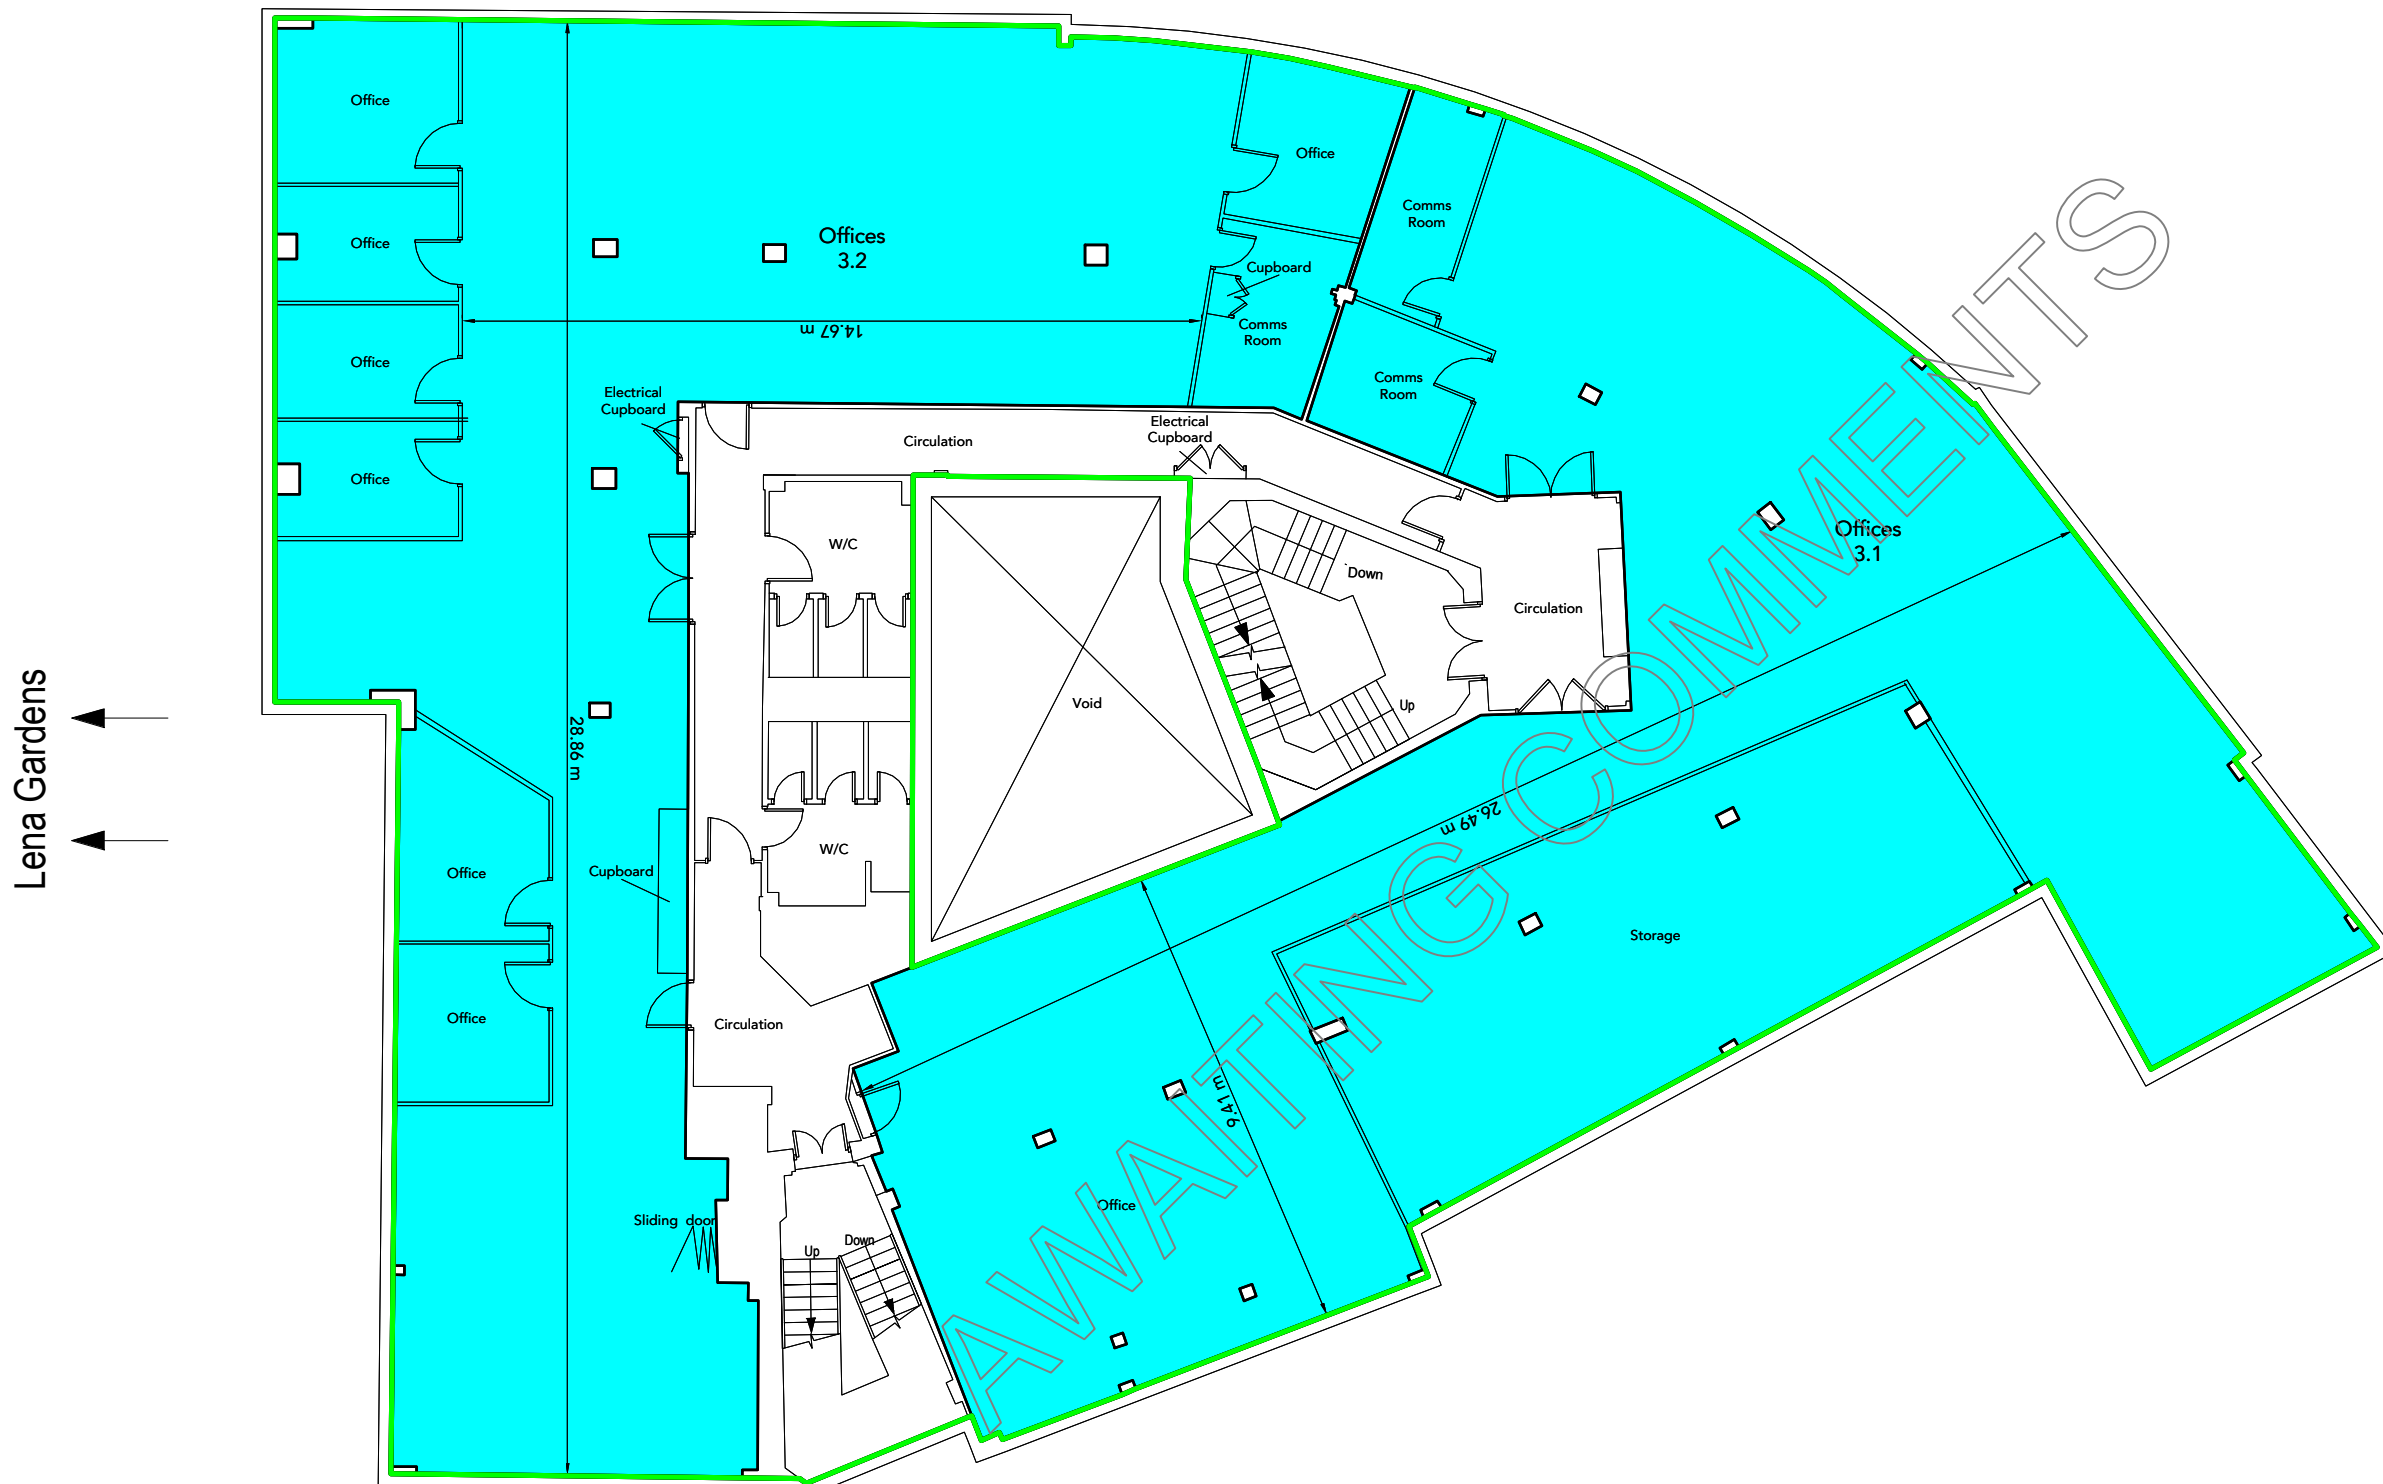 Office
Office
Comms
Room
Offices
3.2
Office
Cupboard
14.67 m
Comms
Room
Office
Comms
Room
Electrical
Cupboard
Electrical
Cupboard
Circulation
Office
Offices
3.1
W/C
Down
Circulation
Lena Gardens
28.86 m
Void
Up
26.49 m
W/C
Cupboard
Office
Storage
Office
Circulation
9.41 m
Office
Sliding door
Up
Down
AWAITING COMMENTS